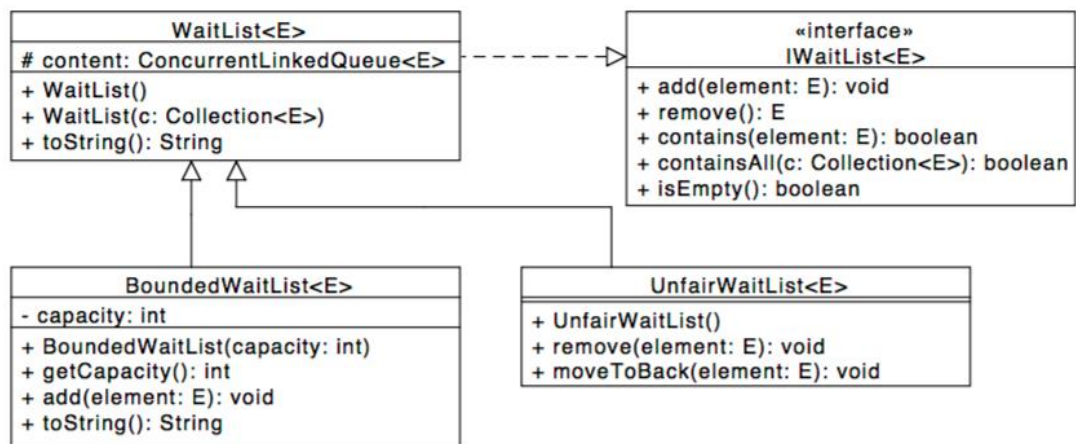 WaitList<E>
# content: ConcurrentLinkedQueue<E>
+ WaitList()
+ WaitList(c: Collection<E>)
+ toString(): String
«interface»
IWaitList<E>
+ add(element: E): void
+ remove(): E
+ contains(element: E): boolean
+ containsAll(c: Collection<E>): boolean
+ isEmpty(): boolean
BoundedWaitList<E>
- capacity: int
+ BoundedWaitList(capacity: int)
+ getCapacity(): int
+ add(element: E): void
+ toString(): String
UnfairWaitList<E>
+ UnfairWaitList()
+ remove(element: E): void
+ moveToBack(element: E): void